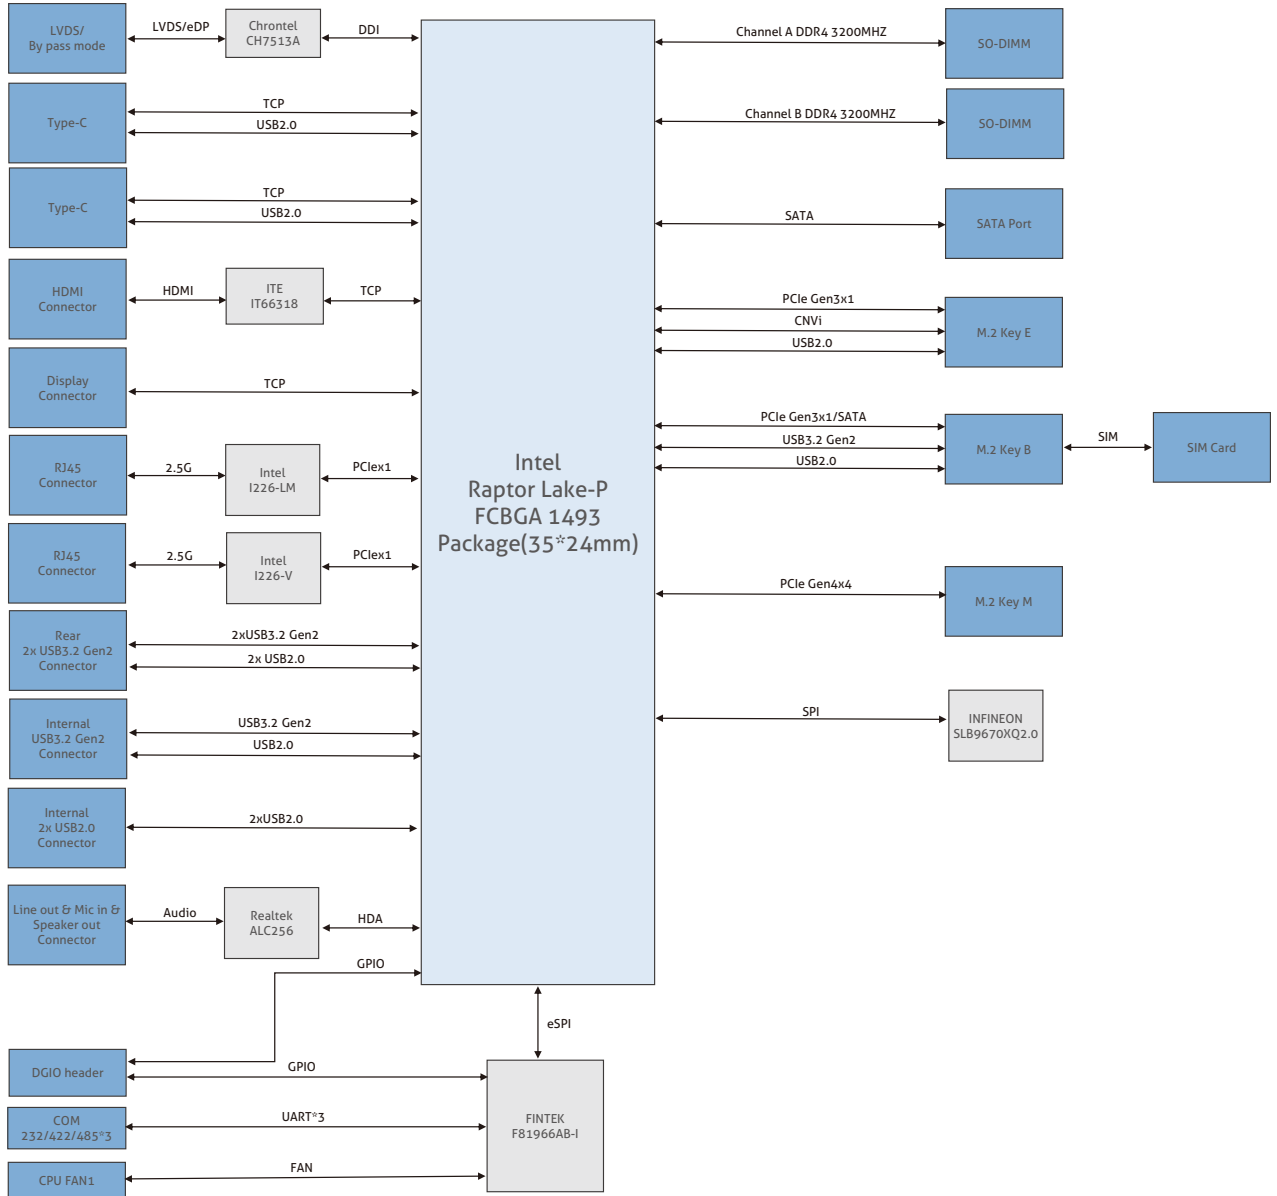 LVDS/
By pass mode
LVDS/eDP
Chrontel
CH7513A
DDI
Type-C
TCP
USB2.0
Type-C
TCP
USB2.0
HDMI
Connector
HDMI
ITE
IT66318
TCP
Display
Connector
TCP
RJ45
Connector
2.5G
Intel
I226-LM
PCIex1
RJ45
Connector
2.5G
Intel
I226-V
PCIex1
Rear
2x USB3.2 Gen2
Connector
2xUSB3.2 Gen2
2x USB2.0
Internal
USB3.2 Gen2
Connector
USB3.2 Gen2
USB2.0
Internal
2x USB2.0
Connector
2xUSB2.0
Line out & Mic in &
Speaker out
Connector
Audio
Realtek
ALC256
HDA
GPIO
DGIO header
GPIO
COM
232/422/485*3
UART*3
CPU FAN1
FAN
Intel
Raptor Lake-P
FCBGA 1493
Package(35*24mm)
eSPI
FINTEK
F81966AB-I
Channel A DDR4 3200MHZ
SO-DIMM
Channel B DDR4 3200MHZ
SO-DIMM
SATA
SATA Port
PCIe Gen3x1
CNVi
USB2.0
M.2 Key E
PCIe Gen3x1/SATA
USB3.2 Gen2
USB2.0
M.2 Key B
SIM
SIM Card
PCIe Gen4x4
M.2 Key M
SPI
INFINEON
SLB9670XQ2.0